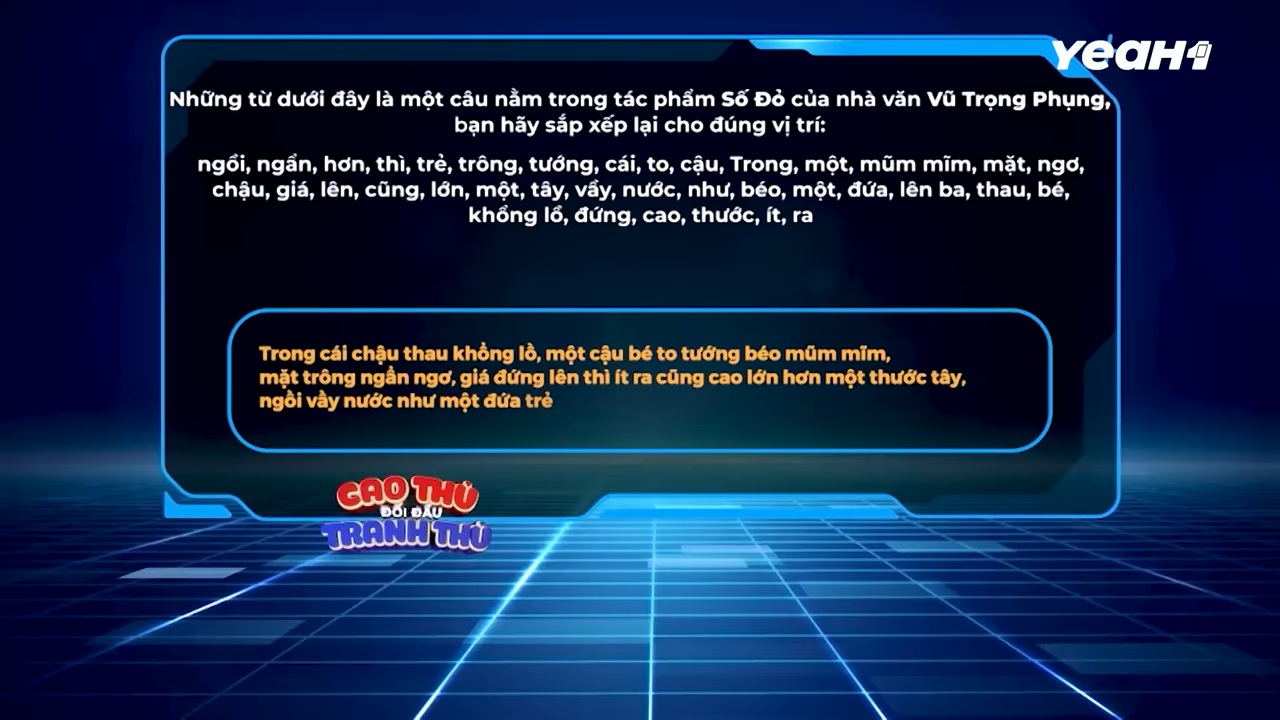 YEAH1
Những từ dưới đây là một câu nằm trong tác phẩm Số Đỏ của nhà văn Vũ Trọng Phụng,
bạn hãy sắp xếp lại cho đúng vị trí:
ngồi, ngẩn, hơn, thì, trẻ, trông, tướng, cái, to, cậu, Trong, một, mũm mĩm, mặt, ngơ,
chậu, giá, lên, cũng, lớn, một, tây, vầy, nước, như, béo, một, đứa, lên ba, thau, bé,
khổng lồ, đứng, cao, thước, ít, ra
Trong cái chậu thau khổng lồ, một cậu bé to tướng béo mũm mĩm,
mặt trông ngẩn ngơ, giá đứng lên thì ít ra cũng cao lớn hơn một thước tây,
ngồi vầy nước như một đứa trẻ
CAO THỦ
ĐỐI ĐẦU
TRANH THỦ